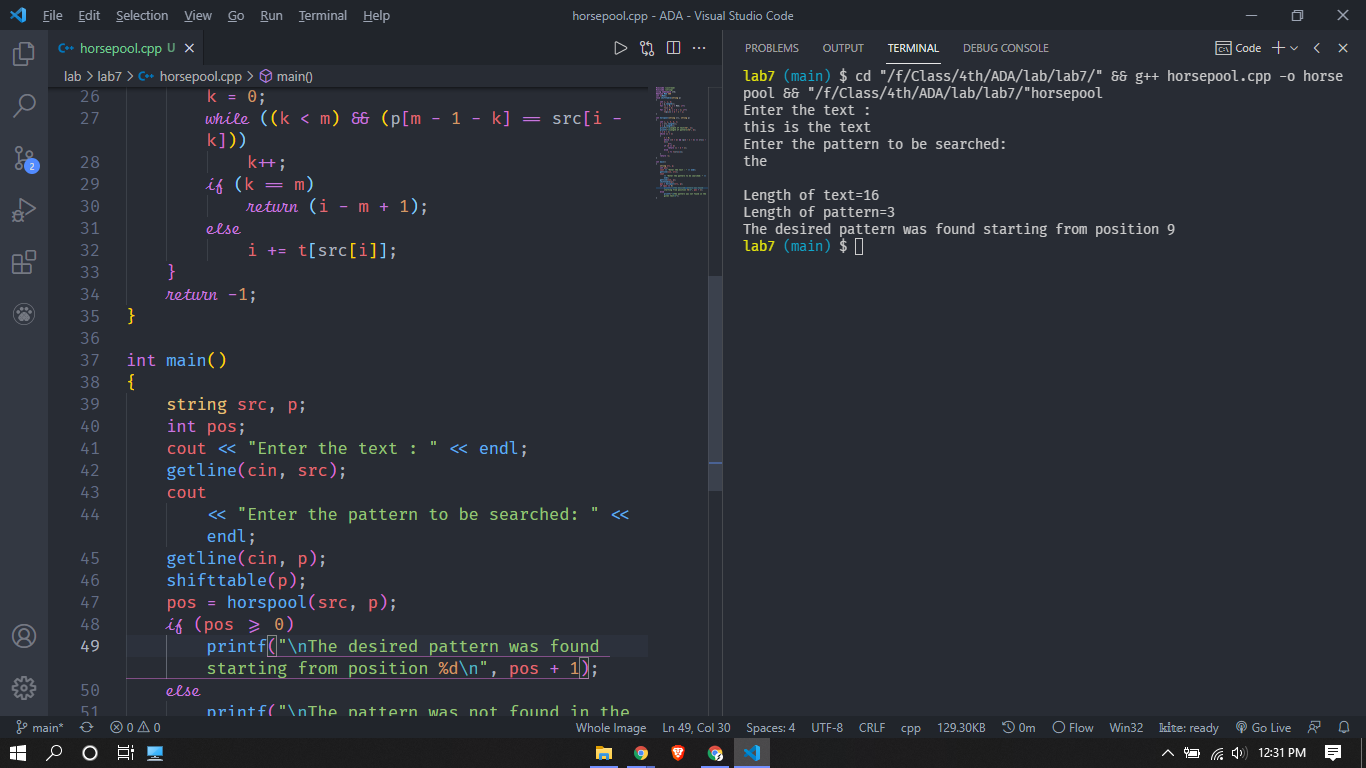 File Edit Selection View Go Run Terminal Help
horsepool.cpp - ADA - Visual Studio Code
horsepool.cpp U
lab > lab7 > horsepool.cpp > main()
26 k = 0;
27 while ((k < m) && (p[m - 1 - k] == src[i -
k]))
28 k++;
29 if (k == m)
30 return (i - m + 1);
31 else
32 i += t[src[i]];
33 }
34 return -1;
35 }
36
37 int main()
38 {
39 string src, p;
40 int pos;
41 cout << "Enter the text : " << endl;
42 getline(cin, src);
43 cout
44 << "Enter the pattern to be searched: " <<
endl;
45 getline(cin, p);
46 shifttable(p);
47 pos = horspool(src, p);
48 if (pos >= 0)
49 printf("\nThe desired pattern was found
starting from position %d\n", pos + 1);
50 else
51 printf("\nThe pattern was not found in the
PROBLEMS OUTPUT TERMINAL DEBUG CONSOLE
Code
lab7 (main) $ cd "/f/Class/4th/ADA/lab/lab7/" && g++ horsepool.cpp -o horse
pool && "/f/Class/4th/ADA/lab/lab7/"horsepool
Enter the text :
this is the text
Enter the pattern to be searched:
the
Length of text=16
Length of pattern=3
The desired pattern was found starting from position 9
lab7 (main) $
2
main* 0 0 Whole Image Ln 49, Col 30 Spaces: 4 UTF-8 CRLF cpp 129.30KB 0m Flow Win32 kite: ready Go Live
12:31 PM